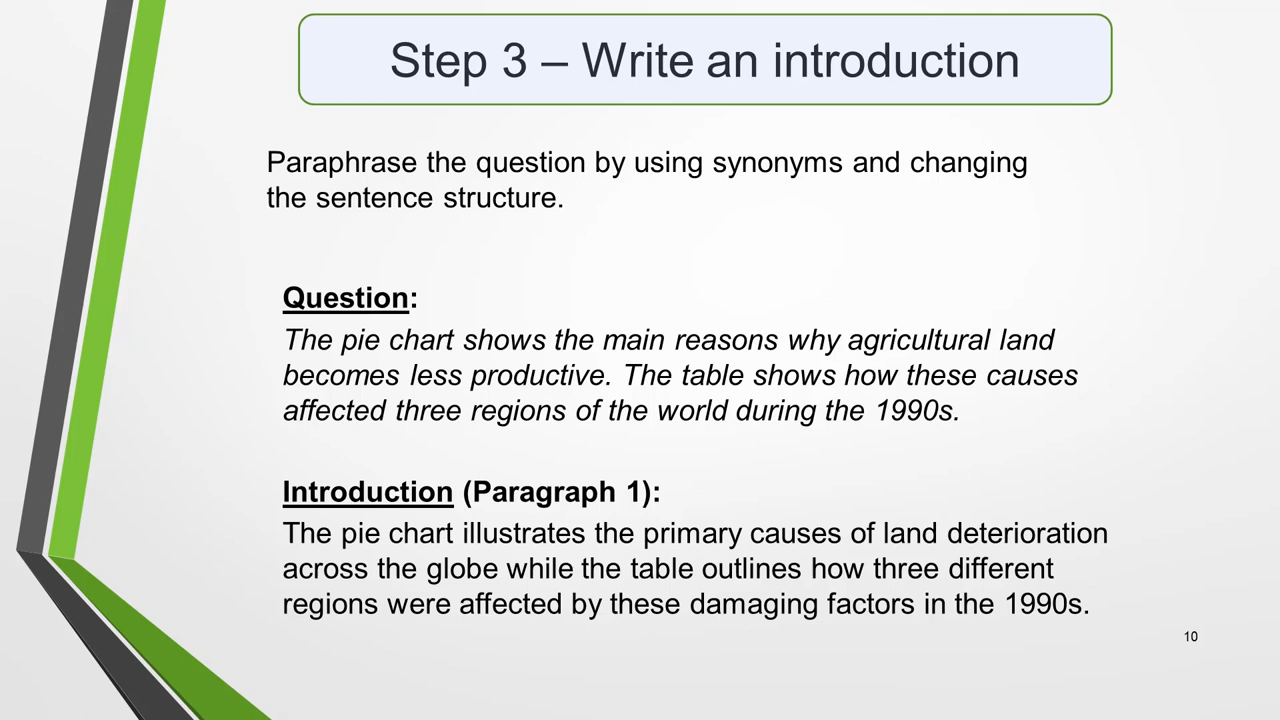 Step 3 – Write an introduction
Paraphrase the question by using synonyms and changing
the sentence structure.
Question:
The pie chart shows the main reasons why agricultural land
becomes less productive. The table shows how these causes
affected three regions of the world during the 1990s.
Introduction (Paragraph 1):
The pie chart illustrates the primary causes of land deterioration
across the globe while the table outlines how three different
regions were affected by these damaging factors in the 1990s.
10